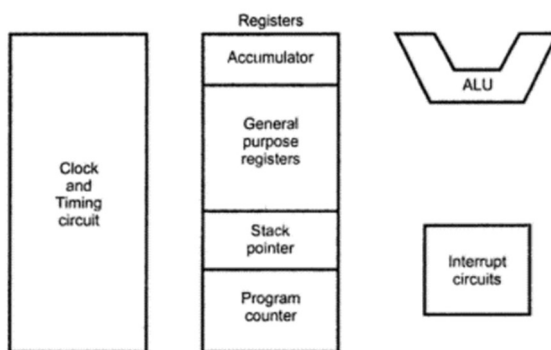 Registers
Accumulator
ALU
General
purpose
registers
Clock
and
Timing
circuit
Stack
pointer
Interrupt
circuits
Program
counter